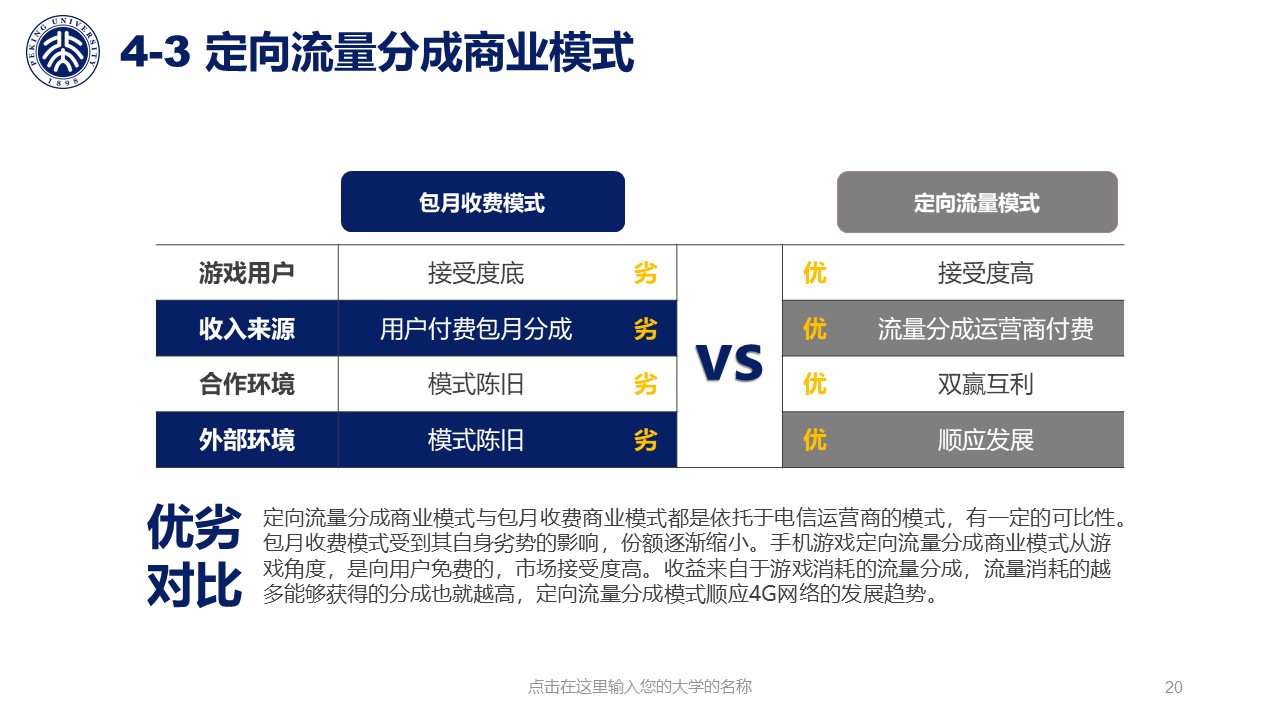 PEKING UNIVERSITY
1898
4-3 定向流量分成商业模式
包月收费模式
定向流量模式
游戏用户 接受度底 劣 优 接受度高
收入来源 用户付费包月分成 劣 优 流量分成运营商付费
VS
合作环境 模式陈旧 劣 优 双赢互利
外部环境 模式陈旧 劣 优 顺应发展
优劣
对比
定向流量分成商业模式与包月收费商业模式都是依托于电信运营商的模式，有一定的可比性。
包月收费模式受到其自身劣势的影响，份额逐渐缩小。手机游戏定向流量分成商业模式从游
戏角度，是向用户免费的，市场接受度高。收益来自于游戏消耗的流量分成，流量消耗的越
多能够获得的分成也就越高，定向流量分成模式顺应4G网络的发展趋势。
点击在这里输入您的大学的名称
20